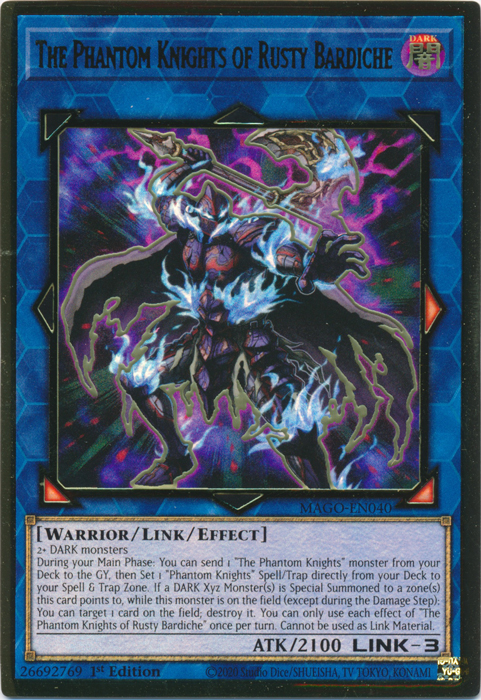 THE PHANTOM KNIGHTS OF RUSTY BARDICHE
DARK
闇
MAGO-EN040
[WARRIOR/LINK/EFFECT]
2+ DARK monsters
During your Main Phase: You can send 1 "The Phantom Knights" monster from
your Deck to the GY, then Set 1 "Phantom Knights" Spell/Trap directly from your Deck to
your Spell & Trap Zone. If a DARK Xyz Monster(s) is Special Summoned to a zone(s)
this card points to, while this monster is on the field (except during the Damage Step):
You can target 1 card on the field; destroy it. You can only use each effect of "The
Phantom Knights of Rusty Bardiche" once per turn. Cannot be used as Link Material.
ATK/2100 LINK-3
26692769 1st Edition ©2020 Studio Dice/SHUEISHA, TV TOKYO, KONAMI